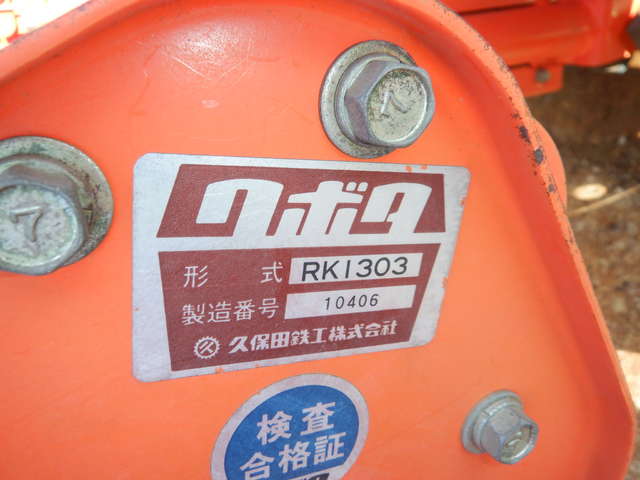 クボタ
形式 RK1303
製造番号 10406
久保田鉄工株式会社
検査
合格証
7